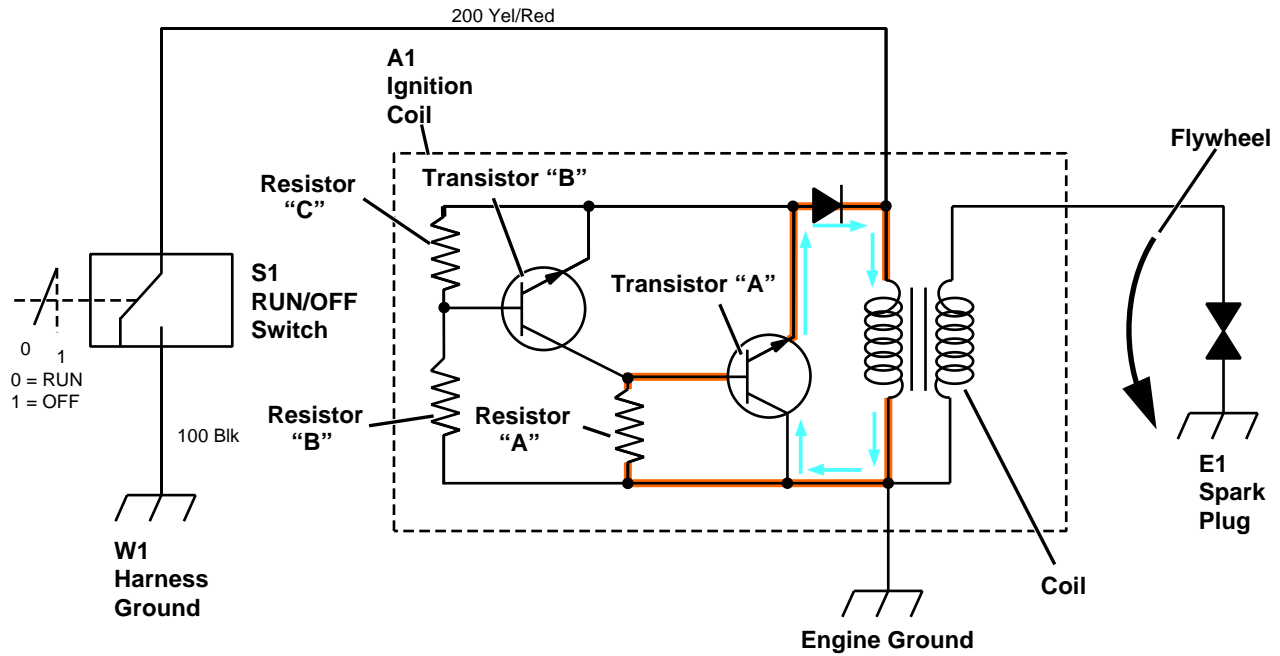 200 Yel/Red
A1
Ignition
Coil
Flywheel
Resistor
“C”
Transistor “B”
S1
RUN/OFF
Switch
Transistor “A”
0
1
0 = RUN
1 = OFF
Resistor
“B”
Resistor
“A”
100 Blk
E1
Spark
Plug
W1
Harness
Ground
Coil
Engine Ground